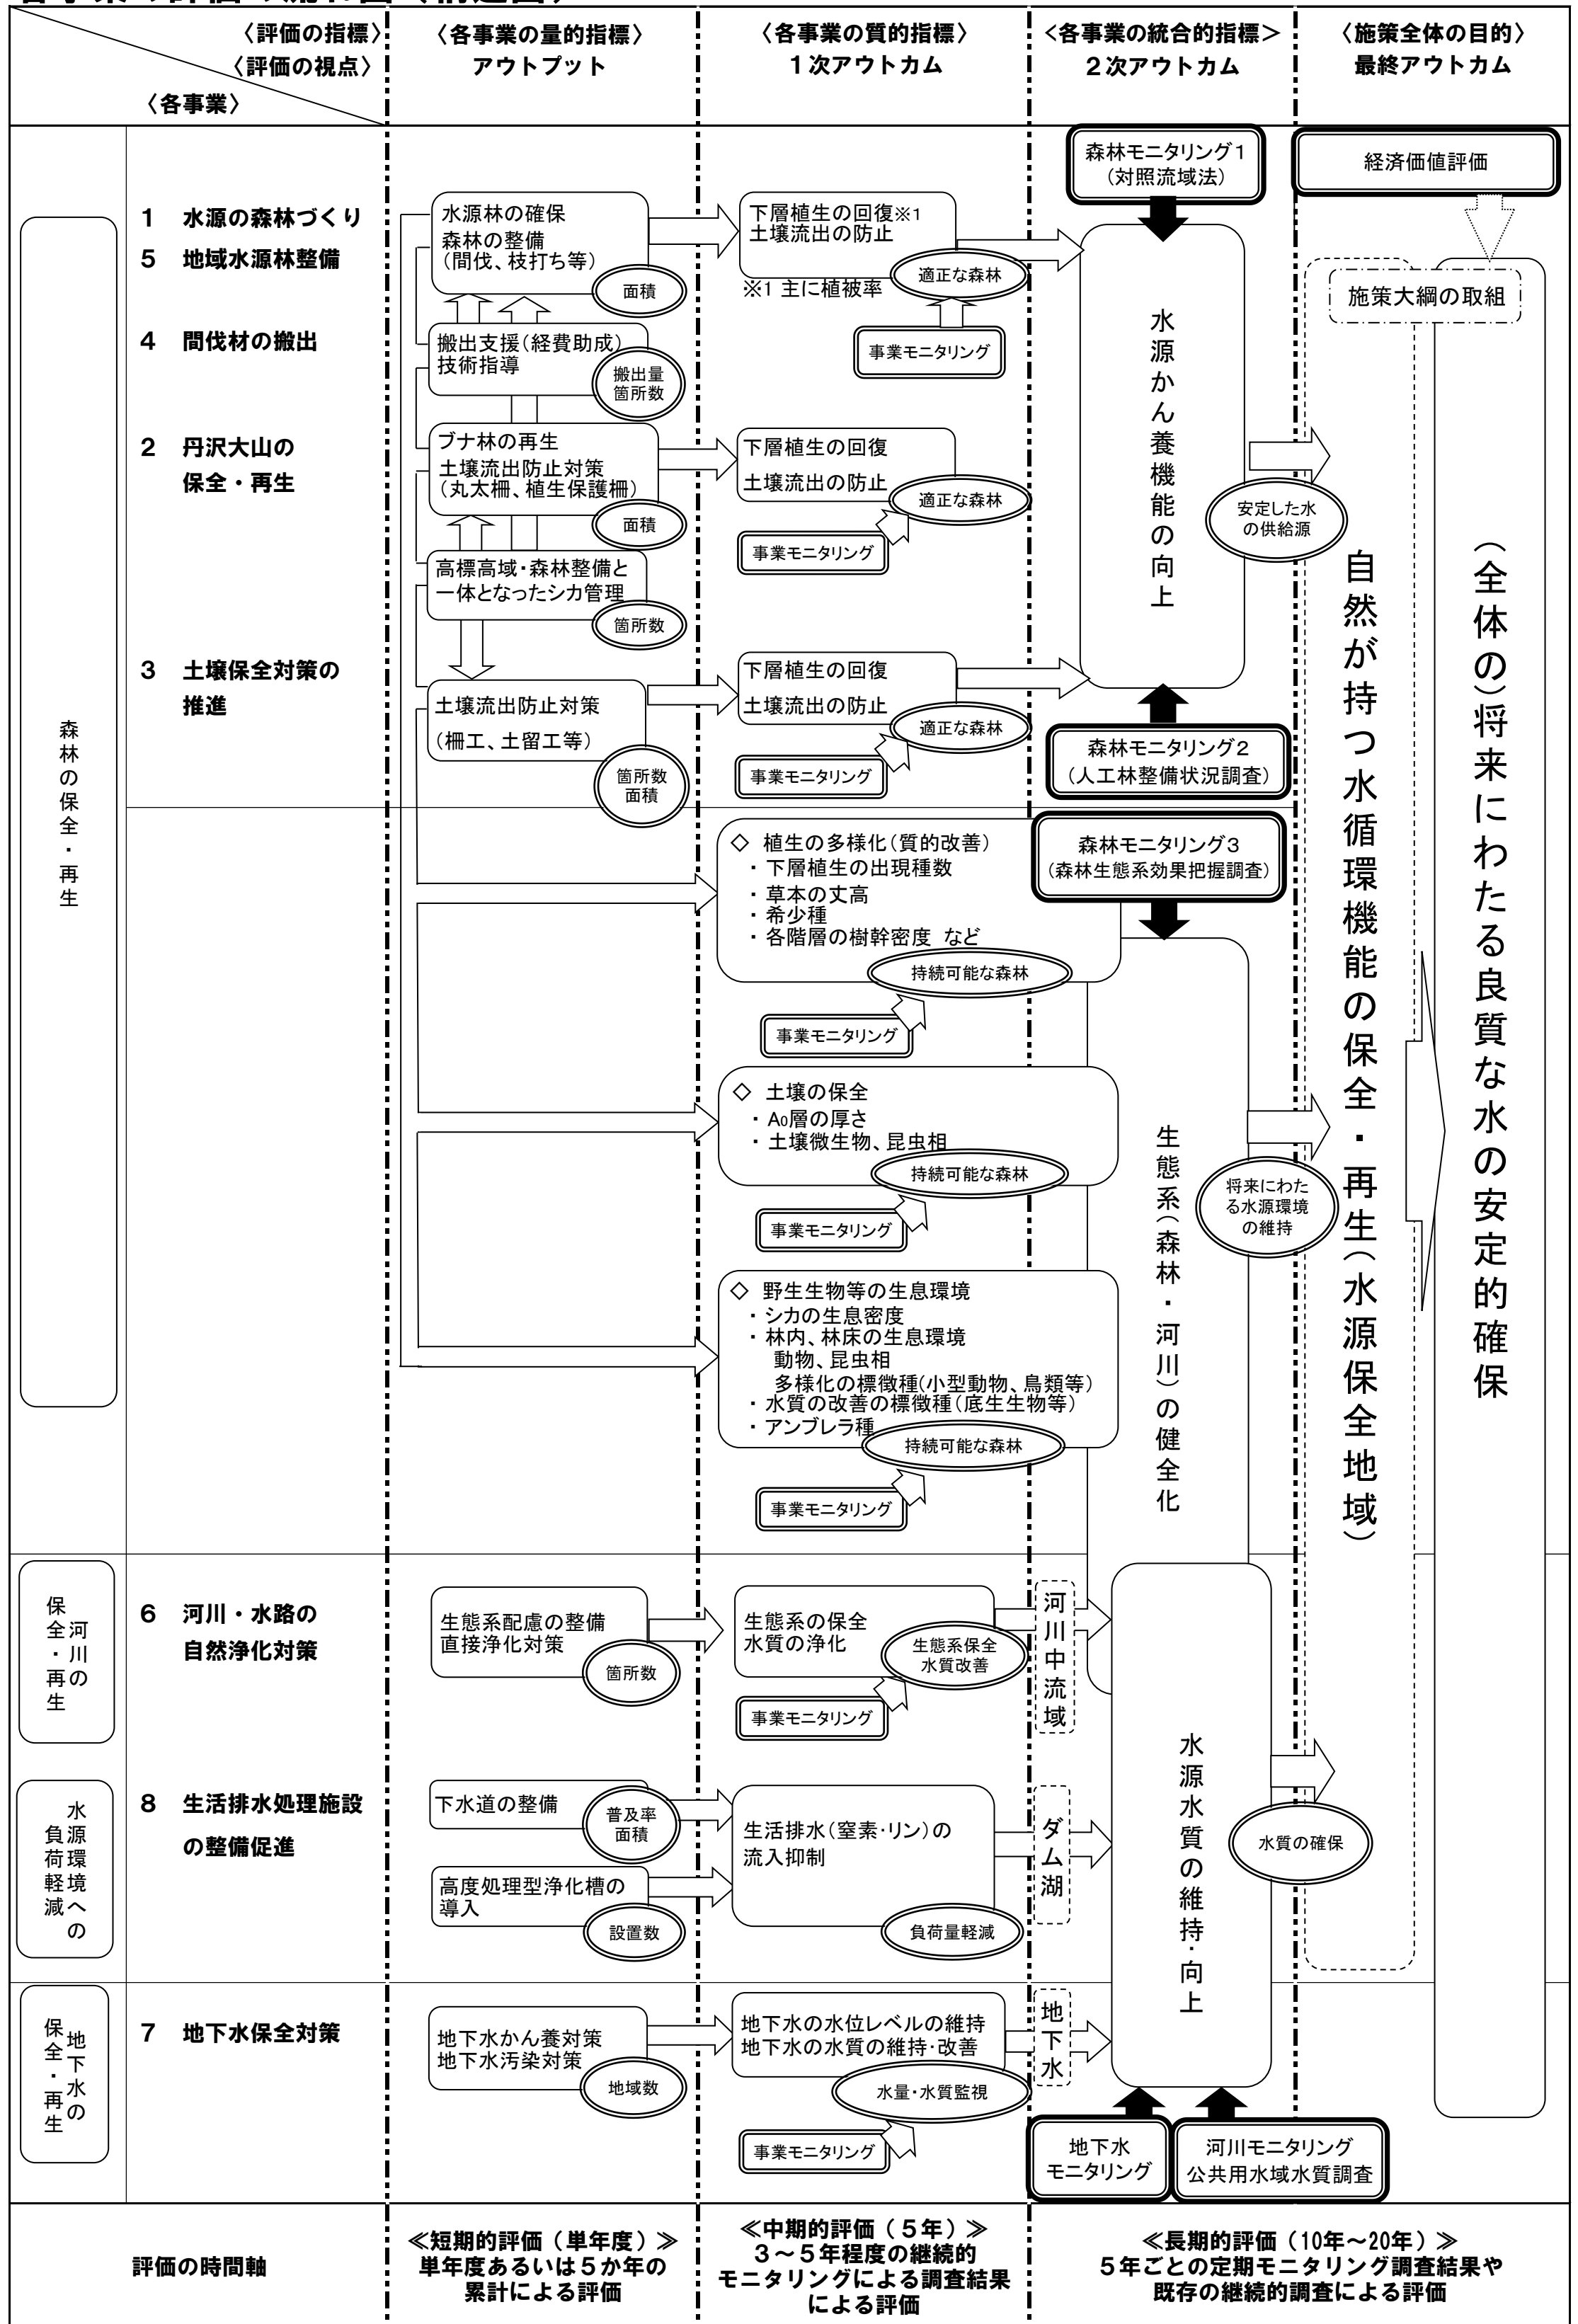 〈評価の指標〉
〈評価の視点〉
〈各事業〉
〈各事業の量的指標〉
アウトプット
〈各事業の質的指標〉
１次アウトカム
＜各事業の統合的指標＞
２次アウトカム
〈施策全体の目的〉
最終アウトカム
森林の保全・再生
1 水源の森林づくり
5 地域水源林整備
4 間伐材の搬出
2 丹沢大山の
保全・再生
3 土壌保全対策の
推進
水源林の確保
森林の整備
(間伐、枝打ち等)
面積
搬出支援(経費助成)
技術指導
搬出量
箇所数
ブナ林の再生
土壌流出防止対策
(丸太柵、植生保護柵)
面積
高標高域・森林整備と
一体となったシカ管理
箇所数
土壌流出防止対策
(柵工、土留工等)
箇所数
面積
下層植生の回復※1
土壌流出の防止
適正な森林
※1 主に植被率
事業モニタリング
下層植生の回復
土壌流出の防止
適正な森林
事業モニタリング
下層植生の回復
土壌流出の防止
適正な森林
事業モニタリング
◇ 植生の多様化(質的改善)
・下層植生の出現種数
・草本の丈高
・希少種
・各階層の樹幹密度 など
持続可能な森林
事業モニタリング
◇ 土壌の保全
・A0層の厚さ
・土壌微生物、昆虫相
持続可能な森林
事業モニタリング
◇ 野生生物等の生息環境
・シカの生息密度
・林内、林床の生息環境
動物、昆虫相
多様化の標徴種(小型動物、鳥類等)
・水質の改善の標徴種(底生生物等)
・アンブレラ種
持続可能な森林
事業モニタリング
森林モニタリング1
(対照流域法)
水源かん養機能の向上
森林モニタリング2
(人工林整備状況調査)
森林モニタリング3
(森林生態系効果把握調査)
生態系(森林・河川)の健全化
安定した水
の供給源
将来にわた
る水源環境
の維持
経済価値評価
施策大綱の取組
自然が持つ水循環機能の保全・再生(水源保全地域)
(全体の)将来にわたる良質な水の安定的確保
河川の
保全・再生
6 河川・水路の
自然浄化対策
生態系配慮の整備
直接浄化対策
箇所数
生態系の保全
水質の浄化
生態系保全
水質改善
事業モニタリング
河川中流域
水源環境への
負荷軽減
8 生活排水処理施設
の整備促進
下水道の整備
普及率
面積
高度処理型浄化槽の
導入
設置数
生活排水(窒素・リン)の
流入抑制
負荷量軽減
ダム湖
水源水質の維持・向上
水質の確保
地下水の
保全・再生
7 地下水保全対策
地下水かん養対策
地下水汚染対策
地域数
地下水の水位レベルの維持
地下水の水質の維持・改善
水量・水質監視
事業モニタリング
地下水
地下水
モニタリング
河川モニタリング
公共用水域水質調査
評価の時間軸
≪短期的評価（単年度）≫
単年度あるいは５か年の
累計による評価
≪中期的評価（５年）≫
３～５年程度の継続的
モニタリングによる調査結果
による評価
≪長期的評価（10年～20年）≫
５年ごとの定期モニタリング調査結果や
既存の継続的調査による評価